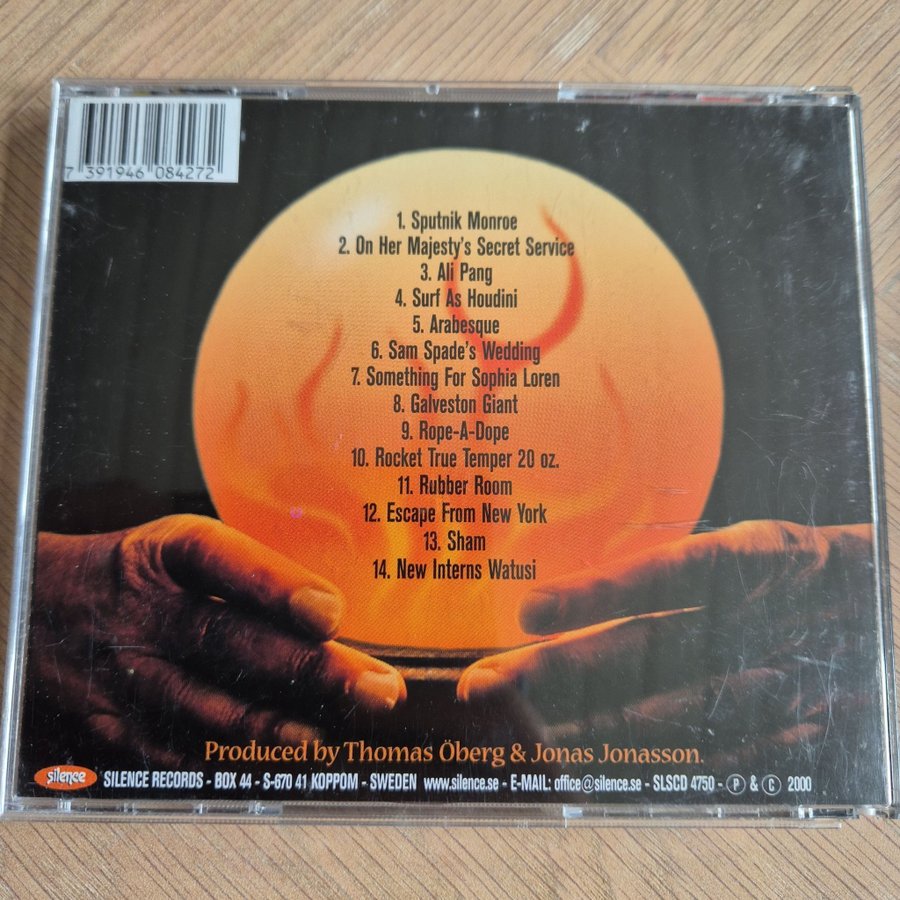 7 391946 084272
1. Sputnik Monroe
2. On Her Majesty's Secret Service
3. Ali Pang
4. Surf As Houdini
5. Arabesque
6. Sam Spade's Wedding
7. Something For Sophia Loren
8. Galveston Giant
9. Rope-A-Dope
10. Rocket True Temper 20 oz.
11. Rubber Room
12. Escape From New York
13. Sham
14. New Interns Watusi
Produced by Thomas Öberg & Jonas Jonasson.
silence SILENCE RECORDS - BOX 44 - S-670 41 KOPPOM - SWEDEN www.silence.se - E-MAIL: office@silence.se - SLSCD 4750 - Ⓟ & Ⓒ 2000